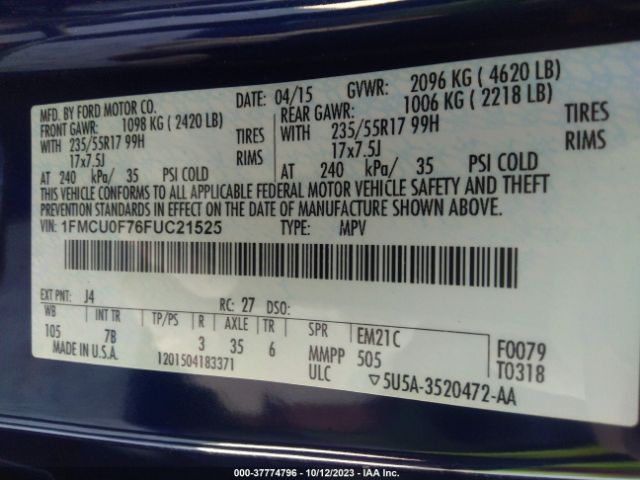 MFD. BY FORD MOTOR CO.
DATE: 04/15 GVWR: 2096 KG ( 4620 LB)
FRONT GAWR: 1098 KG ( 2420 LB) REAR GAWR: 1006 KG ( 2218 LB)
WITH 235/55R17 99H TIRES WITH 235/55R17 99H TIRES
17x7.5J RIMS 17x7.5J RIMS
AT 240 kPa/ 35 PSI COLD AT 240 kPa/ 35 PSI COLD
THIS VEHICLE CONFORMS TO ALL APPLICABLE FEDERAL MOTOR VEHICLE SAFETY AND THEFT
PREVENTION STANDARDS IN EFFECT ON THE DATE OF MANUFACTURE SHOWN ABOVE.
VIN: 1FMCU0F76FUC21525 TYPE: MPV
EXT PNT: J4 RC: 27 DSO:
WB INT TR TP/PS R AXLE TR SPR EM21C
105 7B 3 35 6 MMPP 505 F0079
MADE IN U.S.A. 1201504183371 ULC ▽5U5A-3520472-AA T0318
000-37774796 - 10/12/2023 - IAA Inc.